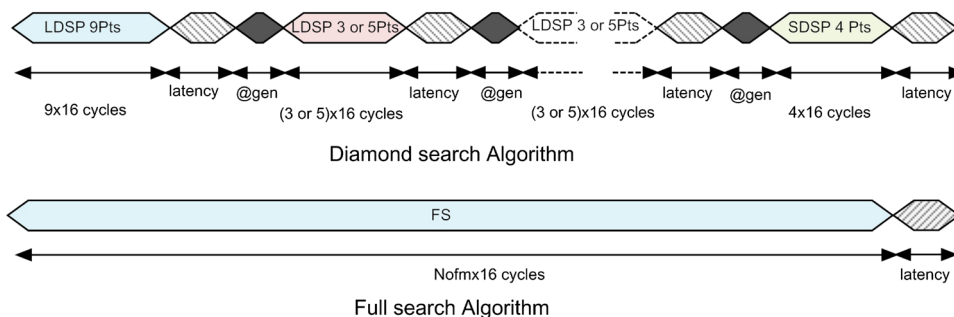 LDSP 9Pts LDSP 3 or 5Pts LDSP 3 or 5Pts SDSP 4 Pts
9x16 cycles latency @gen (3 or 5)x16 cycles latency @gen (3 or 5)x16 cycles latency @gen 4x16 cycles latency
Diamond search Algorithm
FS
Nofmx16 cycles latency
Full search Algorithm